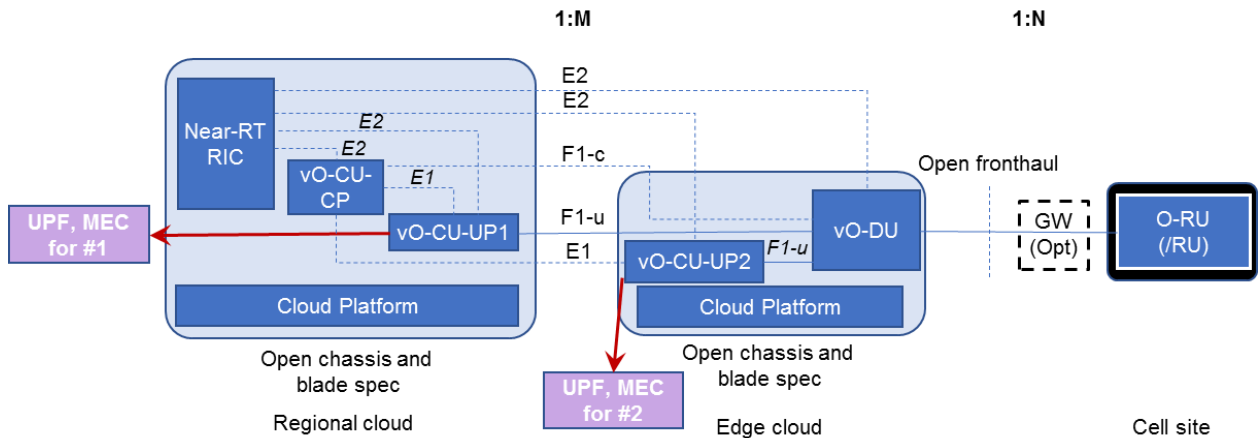 1:M
1:N
E2
E2
Near-RT
RIC
E2
E2
F1-c
vO-CU-
CP
E1
Open fronthaul
UPF, MEC
for #1
vO-CU-UP1
F1-u
vO-DU
GW
(Opt)
O-RU
(/RU)
E1
vO-CU-UP2
F1-u
Cloud Platform
Cloud Platform
Open chassis and
blade spec
Open chassis and
blade spec
UPF, MEC
for #2
Regional cloud
Edge cloud
Cell site